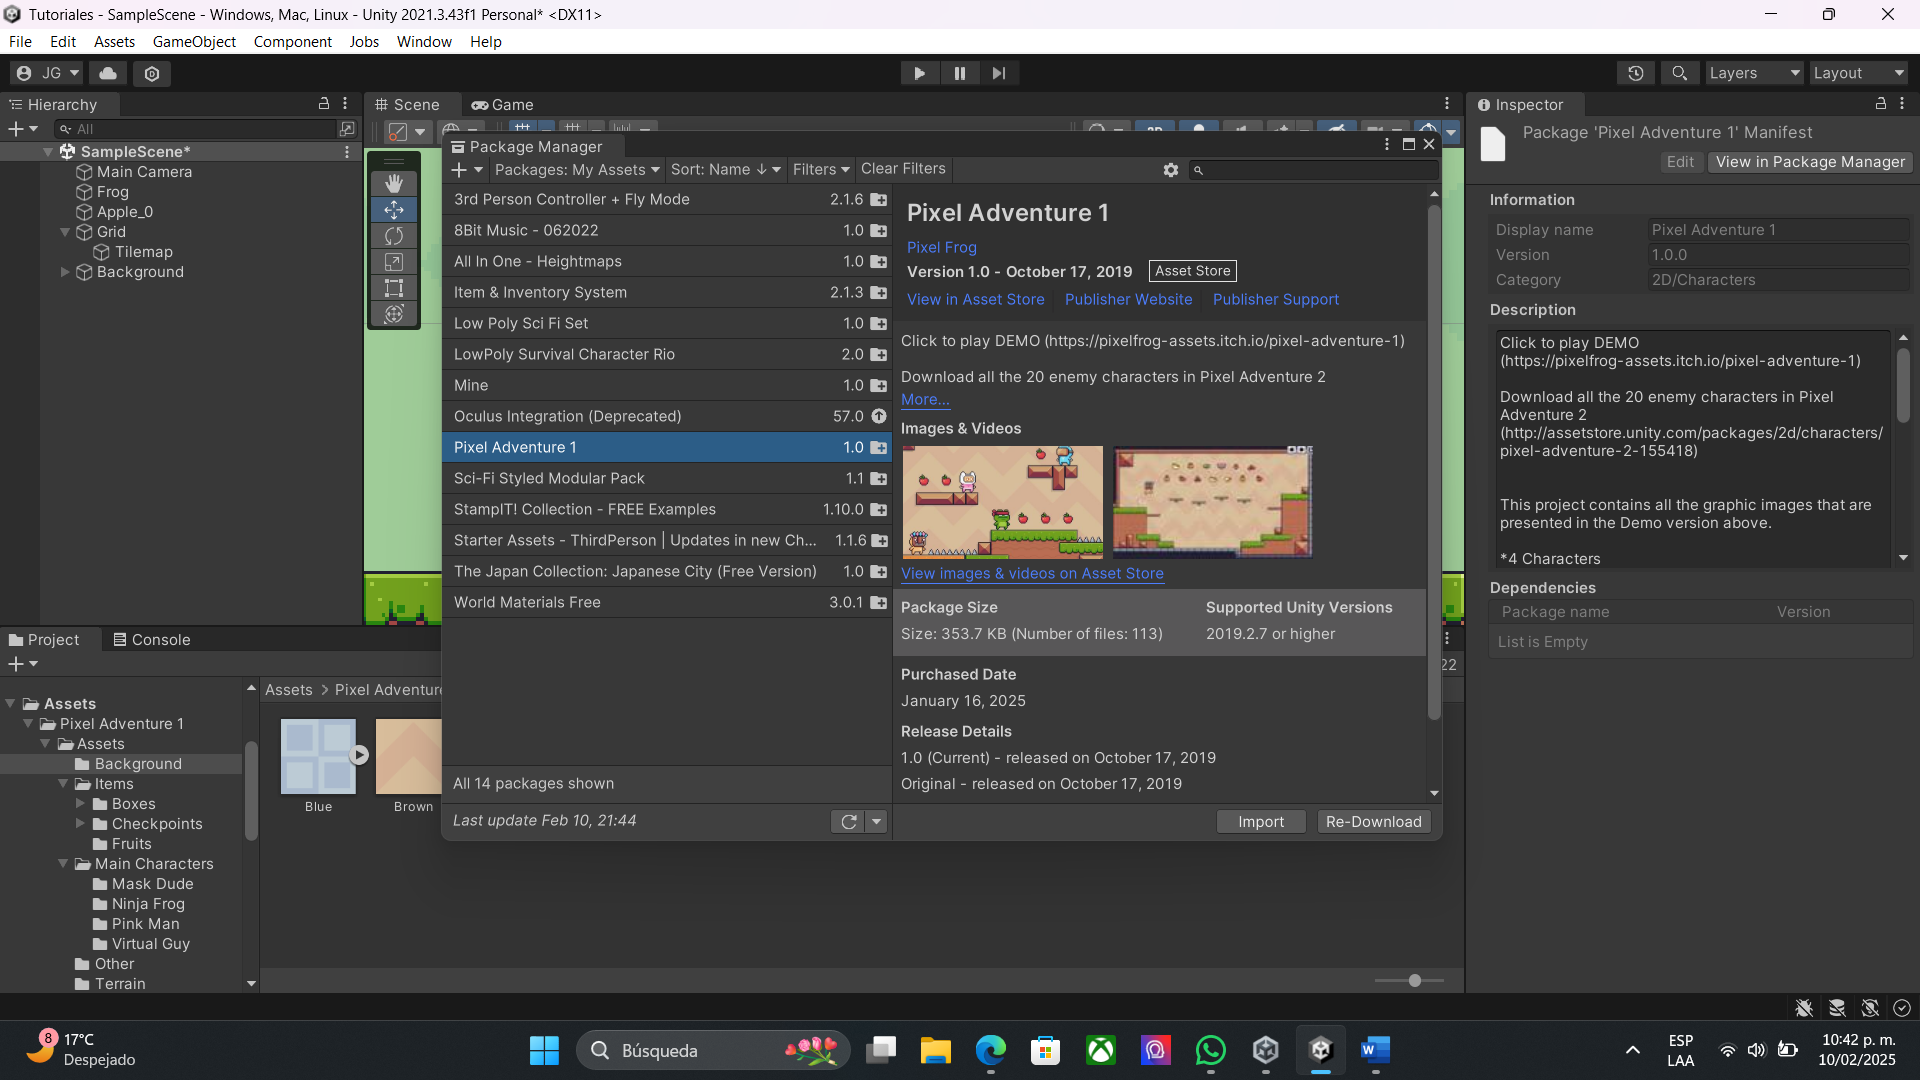 Tutoriales - SampleScene - Windows, Mac, Linux - Unity 2021.3.43f1 Personal* <DX11>
File Edit Assets GameObject Component Jobs Window Help
JG
Layers
Layout
Hierarchy
Scene
Game
Inspector
All
SampleScene*
Main Camera
Frog
Apple_0
Grid
Tilemap
Background
Package Manager
Packages: My Assets
Sort: Name ↓
Filters
Clear Filters
3rd Person Controller + Fly Mode 2.1.6
8Bit Music - 062022 1.0
All In One - Heightmaps 1.0
Item & Inventory System 2.1.3
Low Poly Sci Fi Set 1.0
LowPoly Survival Character Rio 2.0
Mine 1.0
Oculus Integration (Deprecated) 57.0
Pixel Adventure 1 1.0
Sci-Fi Styled Modular Pack 1.1
StampIT! Collection - FREE Examples 1.10.0
Starter Assets - ThirdPerson | Updates in new Ch... 1.1.6
The Japan Collection: Japanese City (Free Version) 1.0
World Materials Free 3.0.1
All 14 packages shown
Last update Feb 10, 21:44
Pixel Adventure 1
Pixel Frog
Version 1.0 - October 17, 2019 Asset Store
View in Asset Store Publisher Website Publisher Support
Click to play DEMO (https://pixelfrog-assets.itch.io/pixel-adventure-1)
Download all the 20 enemy characters in Pixel Adventure 2
More...
Images & Videos
View images & videos on Asset Store
Package Size Supported Unity Versions
Size: 353.7 KB (Number of files: 113) 2019.2.7 or higher
Purchased Date
January 16, 2025
Release Details
1.0 (Current) - released on October 17, 2019
Original - released on October 17, 2019
Import Re-Download
Package 'Pixel Adventure 1' Manifest
Edit View in Package Manager
Information
Display name Pixel Adventure 1
Version 1.0.0
Category 2D/Characters
Description
Click to play DEMO
(https://pixelfrog-assets.itch.io/pixel-adventure-1)
Download all the 20 enemy characters in Pixel
Adventure 2
(http://assetstore.unity.com/packages/2d/characters/
pixel-adventure-2-155418)
This project contains all the graphic images that are
presented in the Demo version above.
*4 Characters
Dependencies
Package name Version
List is Empty
Project
Console
22
Assets
Pixel Adventure 1
Assets
Background
Items
Boxes
Checkpoints
Fruits
Main Characters
Mask Dude
Ninja Frog
Pink Man
Virtual Guy
Other
Terrain
Assets > Pixel Adventure
Blue
Brown
8
17°C
Despejado
Búsqueda
ESP
LAA
10:42 p. m.
10/02/2025